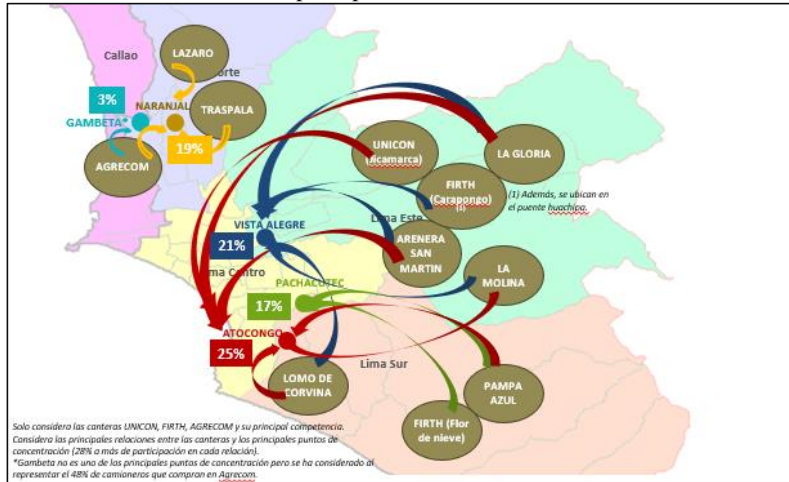 LAZARO
Callao
orte
3%
NARANJAL
TRASPALA
GAMBETA*
19%
AGRECOM
UNICON
(Jicamarca)
LA GLORIA
FIRTH
(Carapongo)
(1)
(1) Además, se ubican en
el puente huachipa.
Lima Este
VISTA ALEGRE
21%
ARENERA
SAN
MARTIN
LA
MOLINA
ma Centro
PACHACUTEC
17%
ATOCONGO
25%
Lima Sur
LOMO DE
CORVINA
PAMPA
AZUL
FIRTH (Flor
de nieve)
Solo considera las canteras UNICON, FIRTH, AGRECOM y su principal competencia.
Considera las principales relaciones entre las canteras y los principales puntos de
concentración (28% a más de participación en cada relación).
*Gambeta no es uno de los principales puntos de concentración pero se ha considerado al
representar el 48% de camioneros que compran en Agrecom.